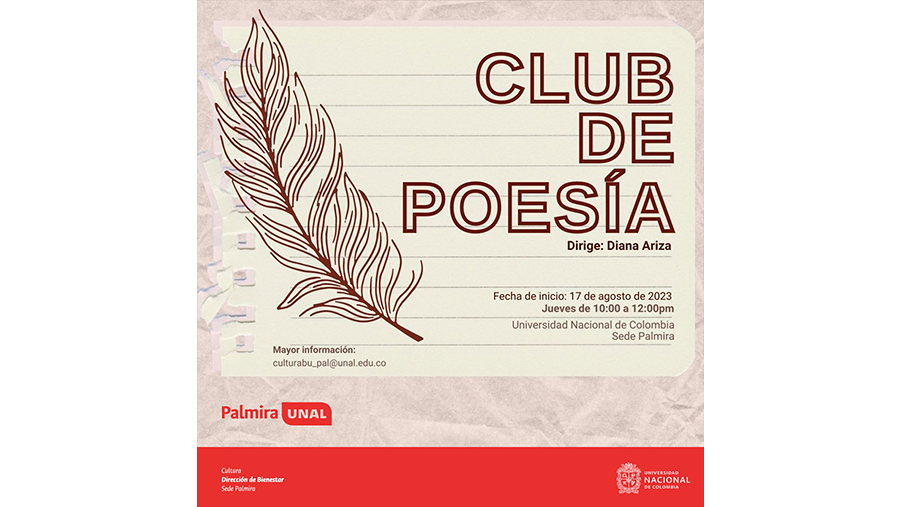 CLUB
DE
POESÍA
Dirige: Diana Ariza
Fecha de inicio: 17 de agosto de 2023
Jueves de 10:00 a 12:00pm
Universidad Nacional de Colombia
Sede Palmira
Mayor información:
culturabu_pal@unal.edu.co
Palmira UNAL
Cultura
Dirección de Bienestar
Sede Palmira
UNIVERSIDAD
NACIONAL
DE COLOMBIA